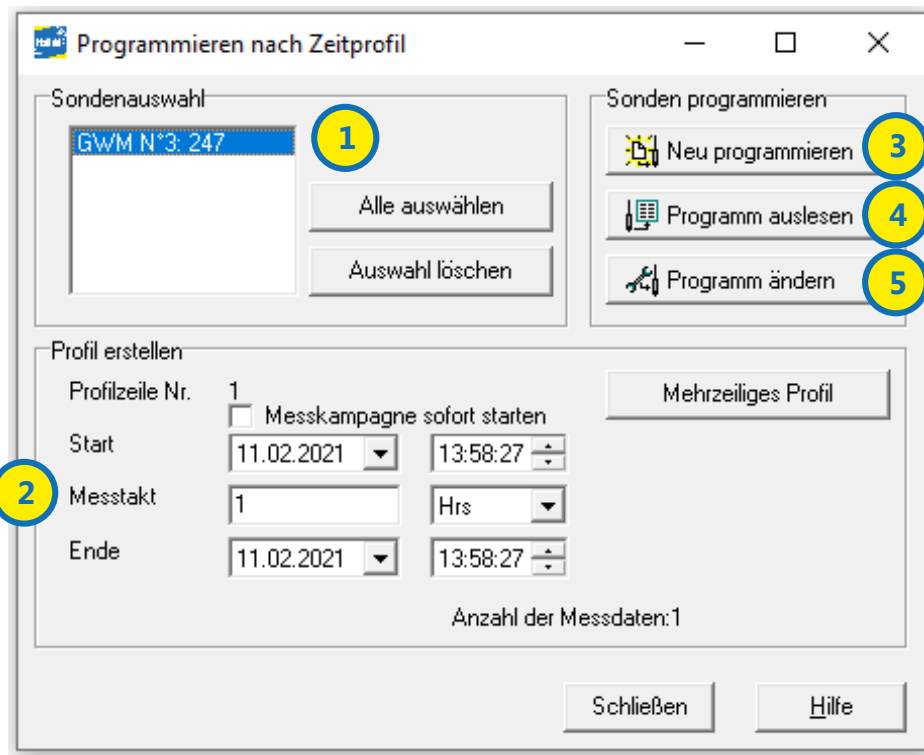 Programmieren nach Zeitprofil
Sondenauswahl
GWM N°3: 247
1
Alle auswählen
Auswahl löschen
Sonden programmieren
Neu programmieren
3
Programm auslesen
4
Programm ändern
5
Profil erstellen
Profilzeile Nr. 1
Mehrzeiliges Profil
Messkampagne sofort starten
Start 11.02.2021 13:58:27
2
Messtakt 1 Hrs
Ende 11.02.2021 13:58:27
Anzahl der Messdaten:1
Schließen
Hilfe